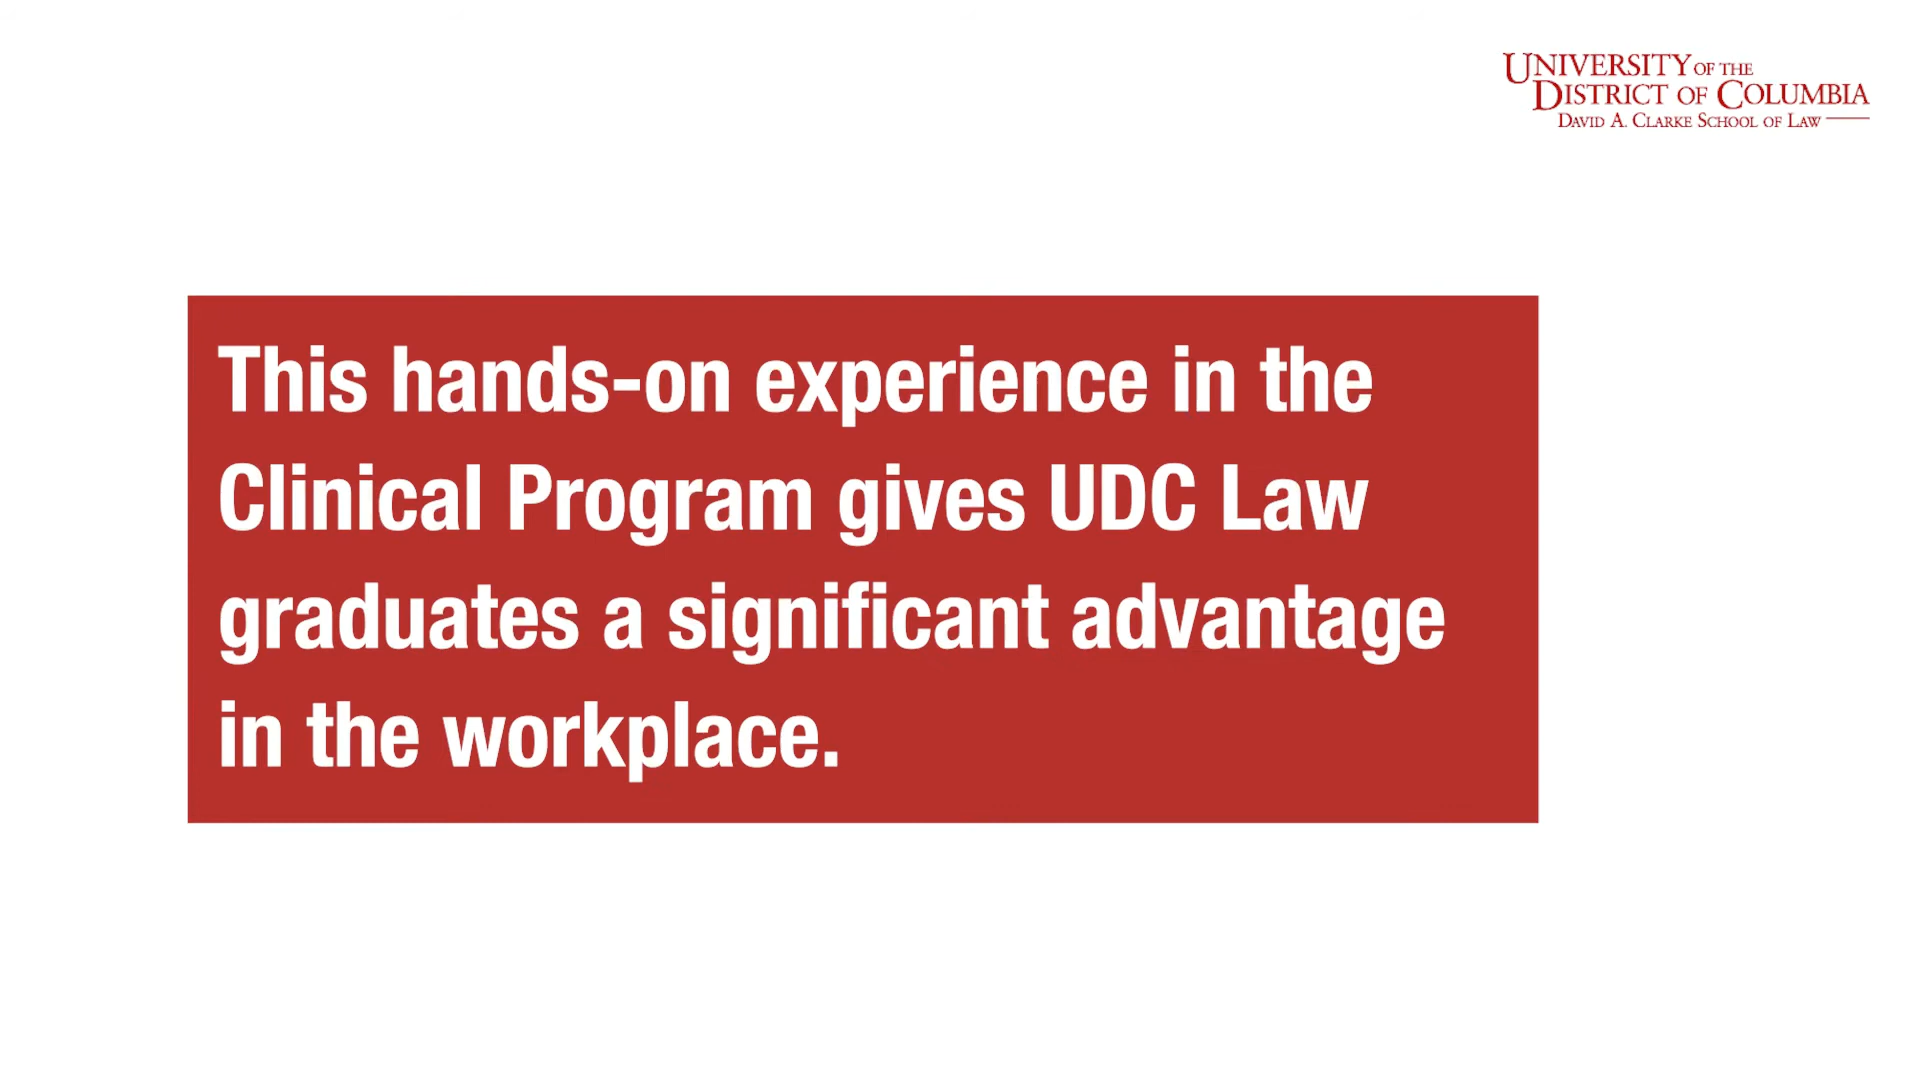 UNIVERSITY OF THE
DISTRICT OF COLUMBIA
DAVID A. CLARKE SCHOOL OF LAW
This hands-on experience in the
Clinical Program gives UDC Law
graduates a significant advantage
in the workplace.